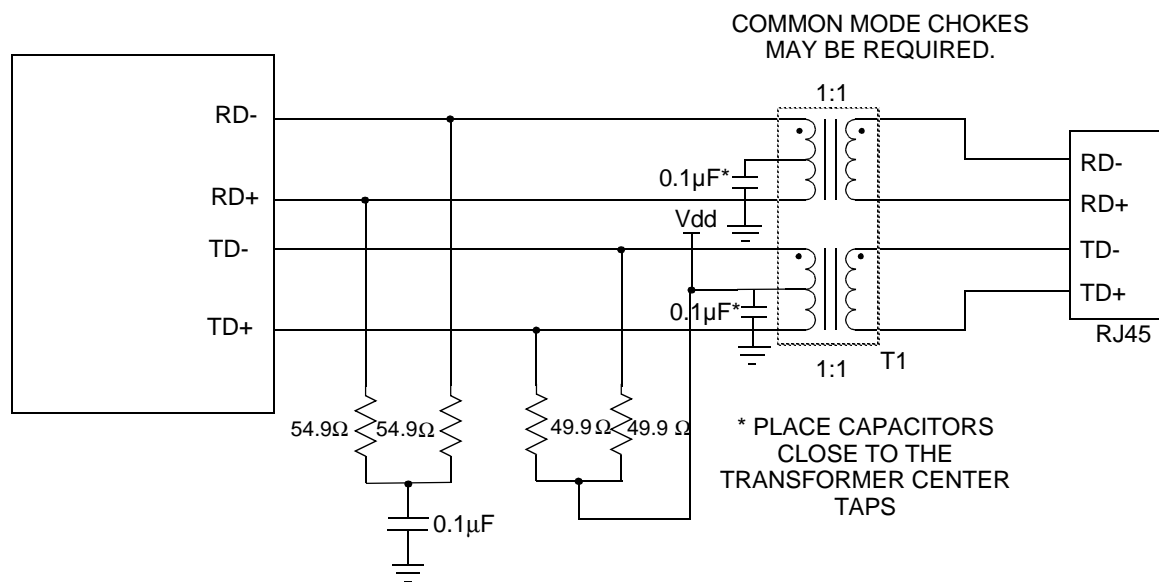 COMMON MODE CHOKES
MAY BE REQUIRED.
1:1
RD-
RD-
0.1µF*
RD+
RD+
Vdd
TD-
TD-
TD+
0.1µF*
TD+
RJ45
1:1
T1
54.9Ω
54.9Ω
49.9 Ω
49.9 Ω
* PLACE CAPACITORS
CLOSE TO THE
TRANSFORMER CENTER
TAPS
0.1µF